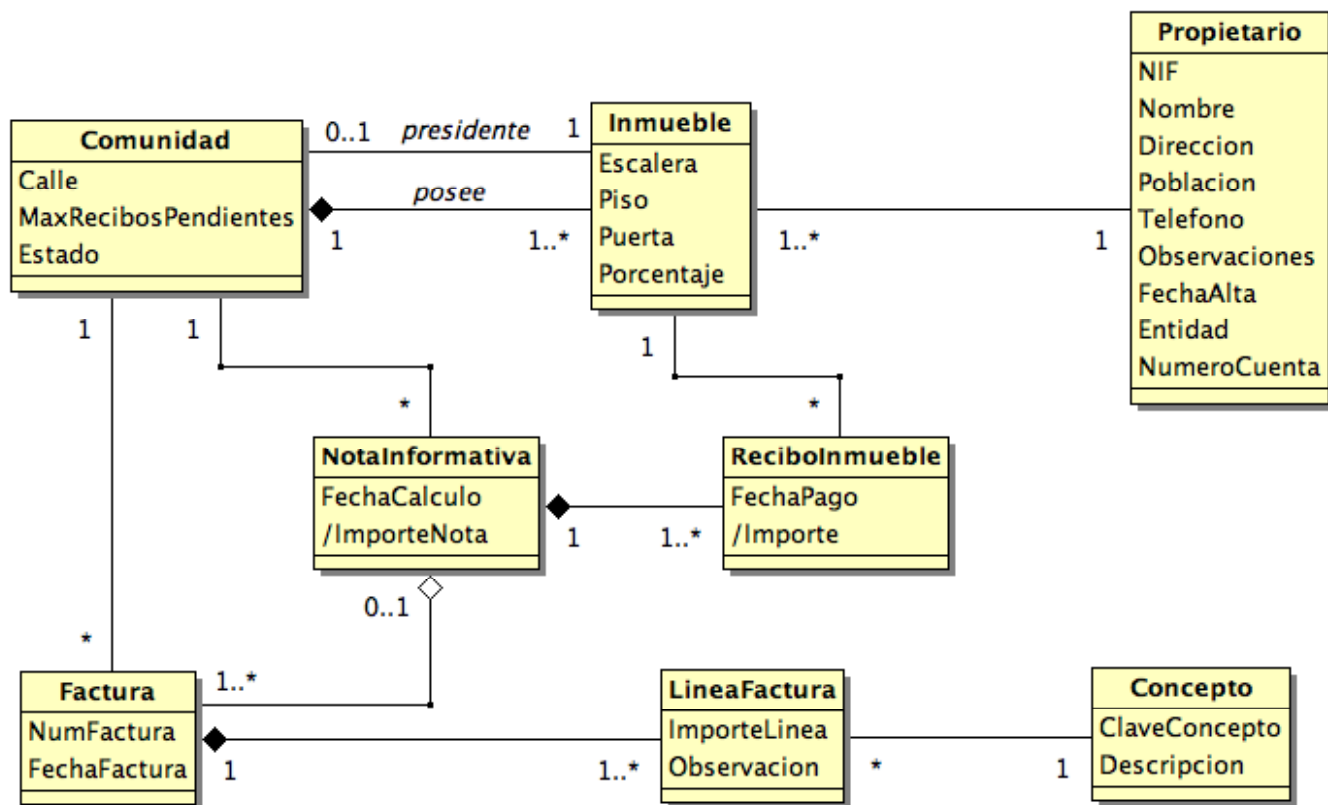 Propietario
NIF
Nombre
Direccion
Poblacion
Telefono
Observaciones
FechaAlta
Entidad
NumeroCuenta
Comunidad
Calle
MaxRecibosPendientes
Estado
0..1 presidente 1
posee
1 1..*
Inmueble
Escalera
Piso
Puerta
Porcentaje
1..* 1
1 1 1
* *
NotaInformativa
FechaCalculo
/ImporteNota
1 1..*
ReciboInmueble
FechaPago
/Importe
0..1
*
1..*
Factura
NumFactura
FechaFactura
1 1..*
LineaFactura
ImporteLinea
Observacion
* 1
Concepto
ClaveConcepto
Descripcion